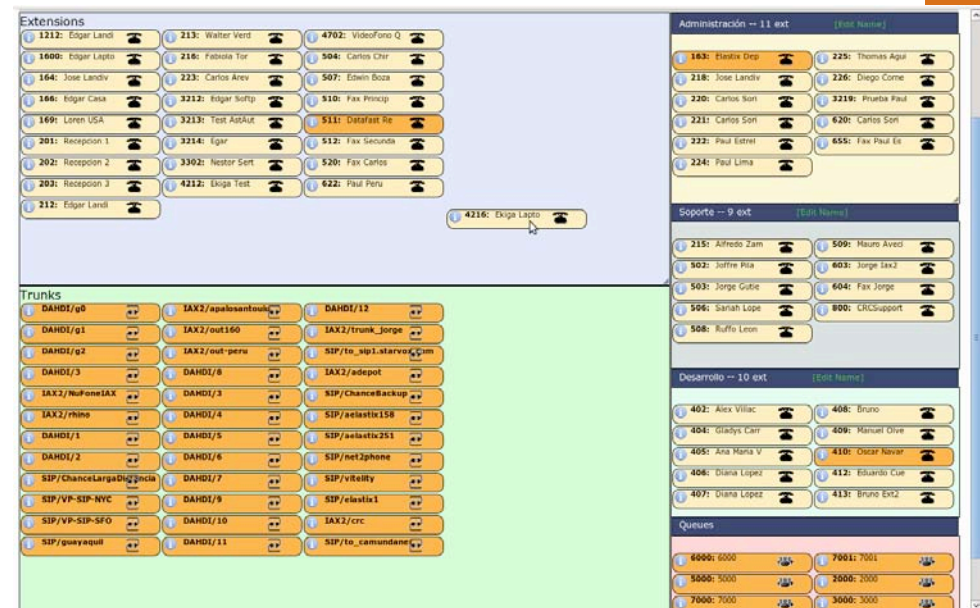 Extensions
1212: Edgar Landi
213: Walter Verd
4702: VideoFono Q
1600: Edgar Lapto
216: Fabiola Tor
504: Carlos Chir
164: Jose Landiv
223: Carlos Arev
507: Edwin Boza
166: Edgar Casa
3212: Edgar Softp
510: Fax Princip
169: Loren USA
3213: Test AstAut
511: Datafast Re
201: Recepcion 1
3214: Egar
512: Fax Secunda
202: Recepcion 2
3302: Nestor Sert
520: Fax Carlos
203: Recepcion 3
4212: Ekiga Test
622: Paul Peru
212: Edgar Landi
4216: Ekiga Lapto
Trunks
DAHDI/g0
IAX2/apalosantouio
DAHDI/12
DAHDI/g1
IAX2/out160
IAX2/trunk_jorge
DAHDI/g2
IAX2/out-peru
SIP/to_sip1.starvox.com
DAHDI/3
DAHDI/8
IAX2/adepot
IAX2/NuFoneIAX
DAHDI/3
SIP/ChanceBackup
IAX2/rhino
DAHDI/4
SIP/aelastix158
DAHDI/1
DAHDI/5
SIP/aelastix251
DAHDI/2
DAHDI/6
SIP/net2phone
SIP/ChanceLargaDistancia
DAHDI/7
SIP/vitelity
SIP/VP-SIP-NYC
DAHDI/9
SIP/elastix1
SIP/VP-SIP-SFO
DAHDI/10
IAX2/crc
SIP/guayaquil
DAHDI/11
Administración -- 11 ext [Edit Name]
163: Elastix Dep
225: Thomas Agui
218: Jose Landiv
226: Diego Corne
220: Carlos Sori
3219: Prueba Paul
221: Carlos Sori
620: Carlos Sori
222: Paul Estrel
655: Fax Paul Es
224: Paul Lima
Soporte -- 9 ext [Edit Name]
215: Alfredo Zam
509: Mauro Aveci
502: Joffre Pila
603: Jorge Iax2
503: Jorge Gutie
604: Fax Jorge
506: Sariah Lope
800: CRCSupport
508: Ruffo Leon
Desarrollo -- 10 ext [Edit Name]
402: Alex Villac
408: Bruno
404: Gladys Carr
409: Manuel Olve
405: Ana Maria V
410: Oscar Navar
406: Diana Lopez
412: Eduardo Cue
407: Diana Lopez
413: Bruno Ext2
Queues
6000: 6000
7001: 7001
5000: 5000
2000: 2000
7000: 7000
3000: 3000